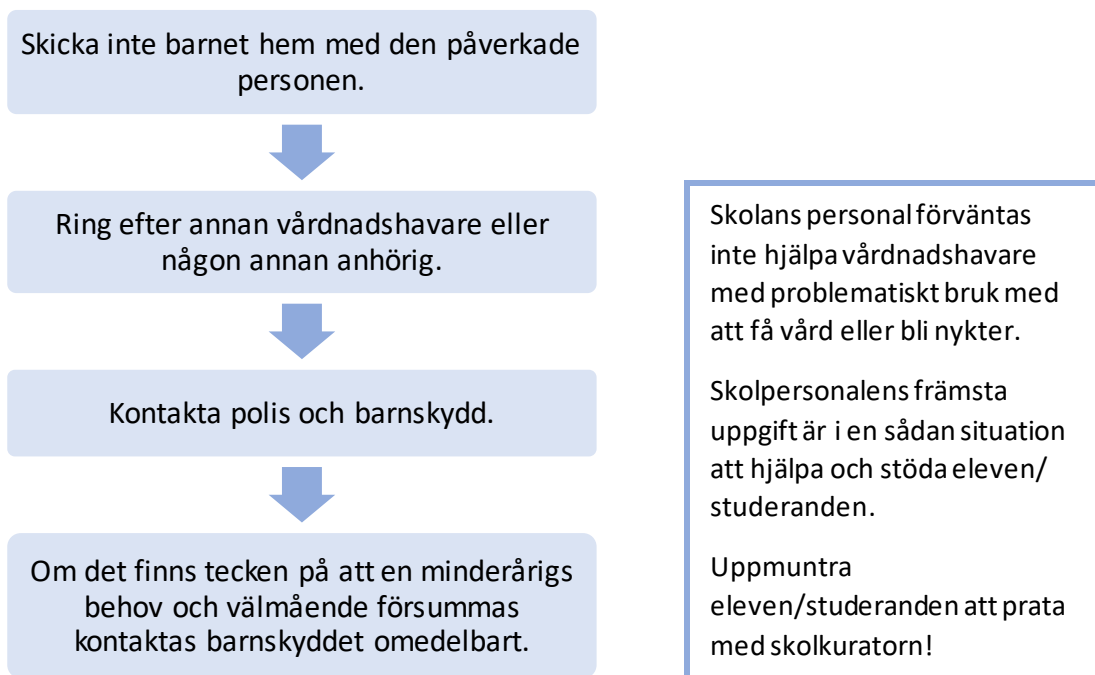 Skicka inte barnet hem med den påverkade
personen.
Ring efter annan vårdnadshavare eller
någon annan anhörig.
Kontakta polis och barnskydd.
Om det finns tecken på att en minderårigs
behov och välmående försummas
kontaktas barnskyddet omedelbart.
Skolans personal förväntas
inte hjälpa vårdnadshavare
med problematiskt bruk med
att få vård eller bli nykter.
Skolpersonalens främsta
uppgift är i en sådan situation
att hjälpa och stöda eleven/
studeranden.
Uppmuntra
eleven/studeranden att prata
med skolkuratorn!